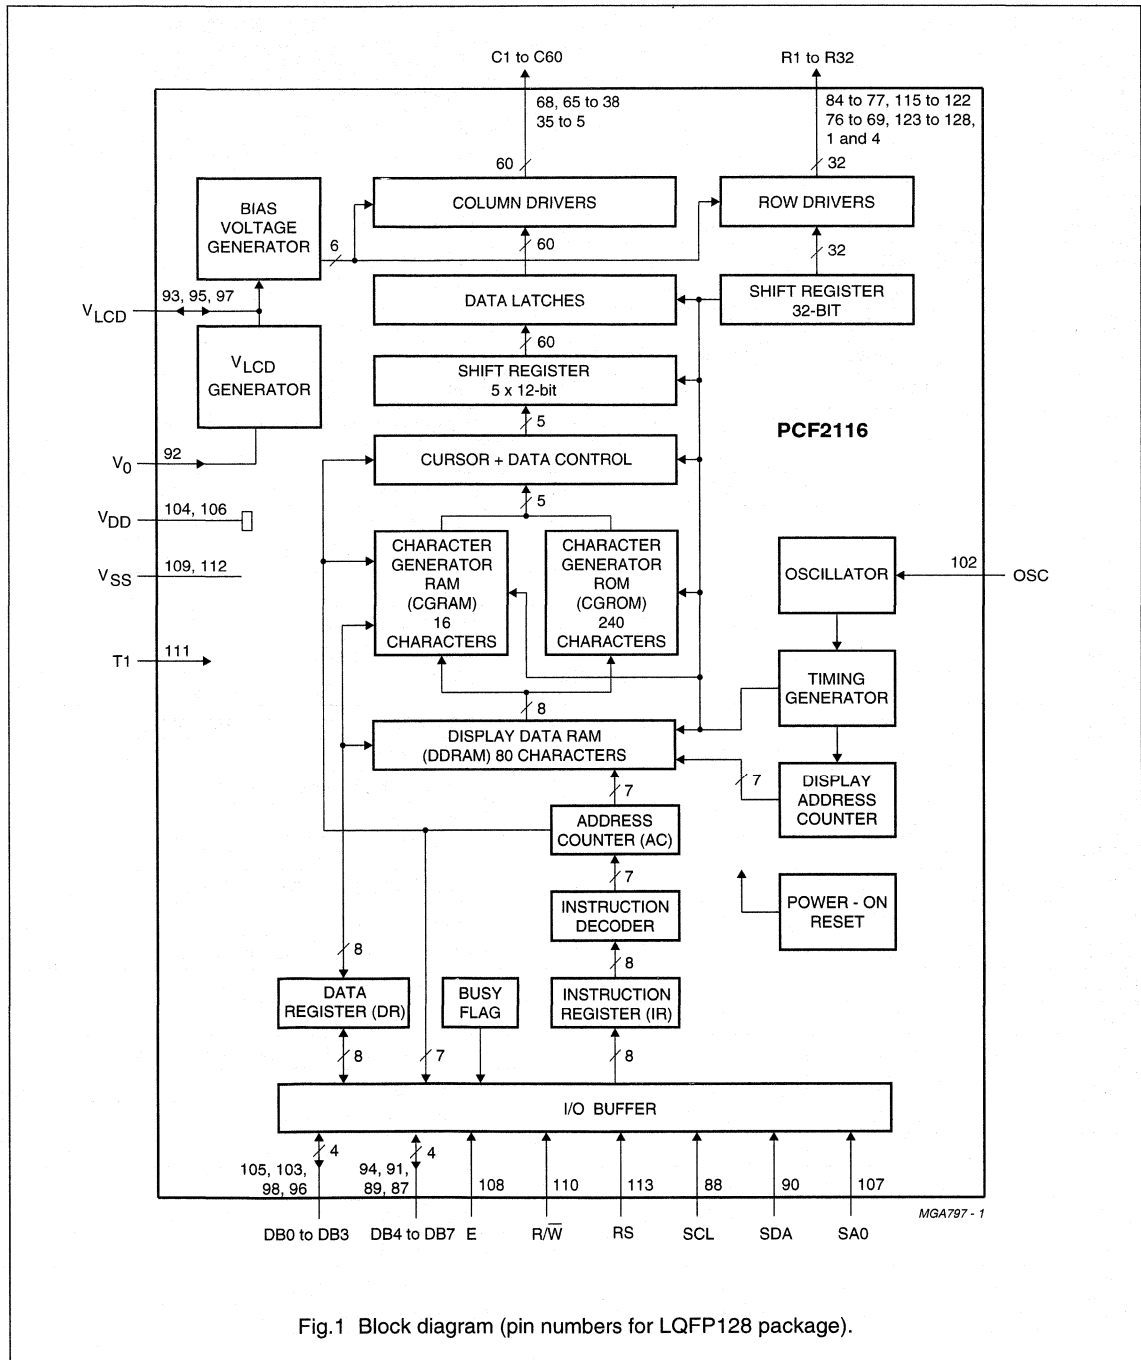 C1 to C60
R1 to R32
68, 65 to 38
35 to 5
84 to 77, 115 to 122
76 to 69, 123 to 128,
1 and 4
60
32
BIAS
VOLTAGE
GENERATOR
COLUMN DRIVERS
ROW DRIVERS
6
60
32
93, 95, 97
VLCD
DATA LATCHES
SHIFT REGISTER
32-BIT
60
VLCD
GENERATOR
SHIFT REGISTER
5 x 12-bit
5
PCF2116
92
V0
CURSOR + DATA CONTROL
5
104, 106
VDD
CHARACTER
GENERATOR
RAM
(CGRAM)
16
CHARACTERS
CHARACTER
GENERATOR
ROM
(CGROM)
240
CHARACTERS
109, 112
VSS
OSCILLATOR
102
OSC
111
T1
TIMING
GENERATOR
8
DISPLAY DATA RAM
(DDRAM) 80 CHARACTERS
7
DISPLAY
ADDRESS
COUNTER
7
ADDRESS
COUNTER (AC)
7
INSTRUCTION
DECODER
POWER - ON
RESET
8
8
DATA
REGISTER (DR)
BUSY
FLAG
INSTRUCTION
REGISTER (IR)
8
7
8
I/O BUFFER
4
4
105, 103,
98, 96
94, 91,
89, 87
108
110
113
88
90
107
MGA797 - 1
DB0 to DB3
DB4 to DB7
E
R/W̅
RS
SCL
SDA
SA0
Fig.1 Block diagram (pin numbers for LQFP128 package).